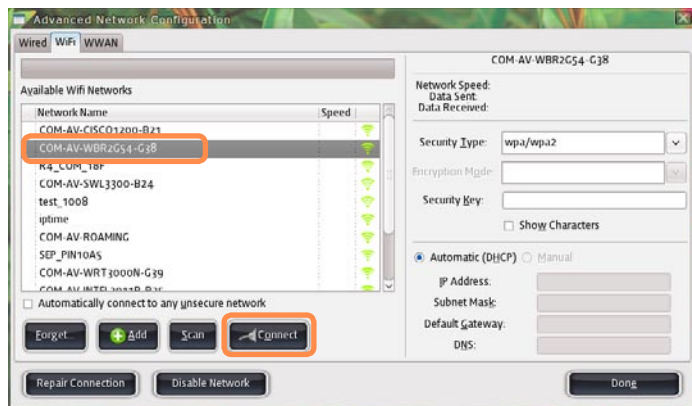 Advanced Network Configuration
Wired WiFi WWAN
Available Wifi Networks
Network Name Speed
COM-AV-CISCO1200-B21
COM-AV-WBR2G54-G38
R4_COM_18F
COM-AV-SWL3300-B24
test_1008
iptime
COM-AV-ROAMING
SEP_PIN10AS
COM-AV-WRT3000N-G39
Automatically connect to any unsecure network
Forget... Add Scan Connect
Repair Connection Disable Network
COM-AV-WBR2G54-G38
Network Speed:
Data Sent:
Data Received:
Security Type: wpa/wpa2
Encryption Mode:
Security Key:
Show Characters
Automatic (DHCP) Manual
IP Address:
Subnet Mask:
Default Gateway:
DNS:
Done